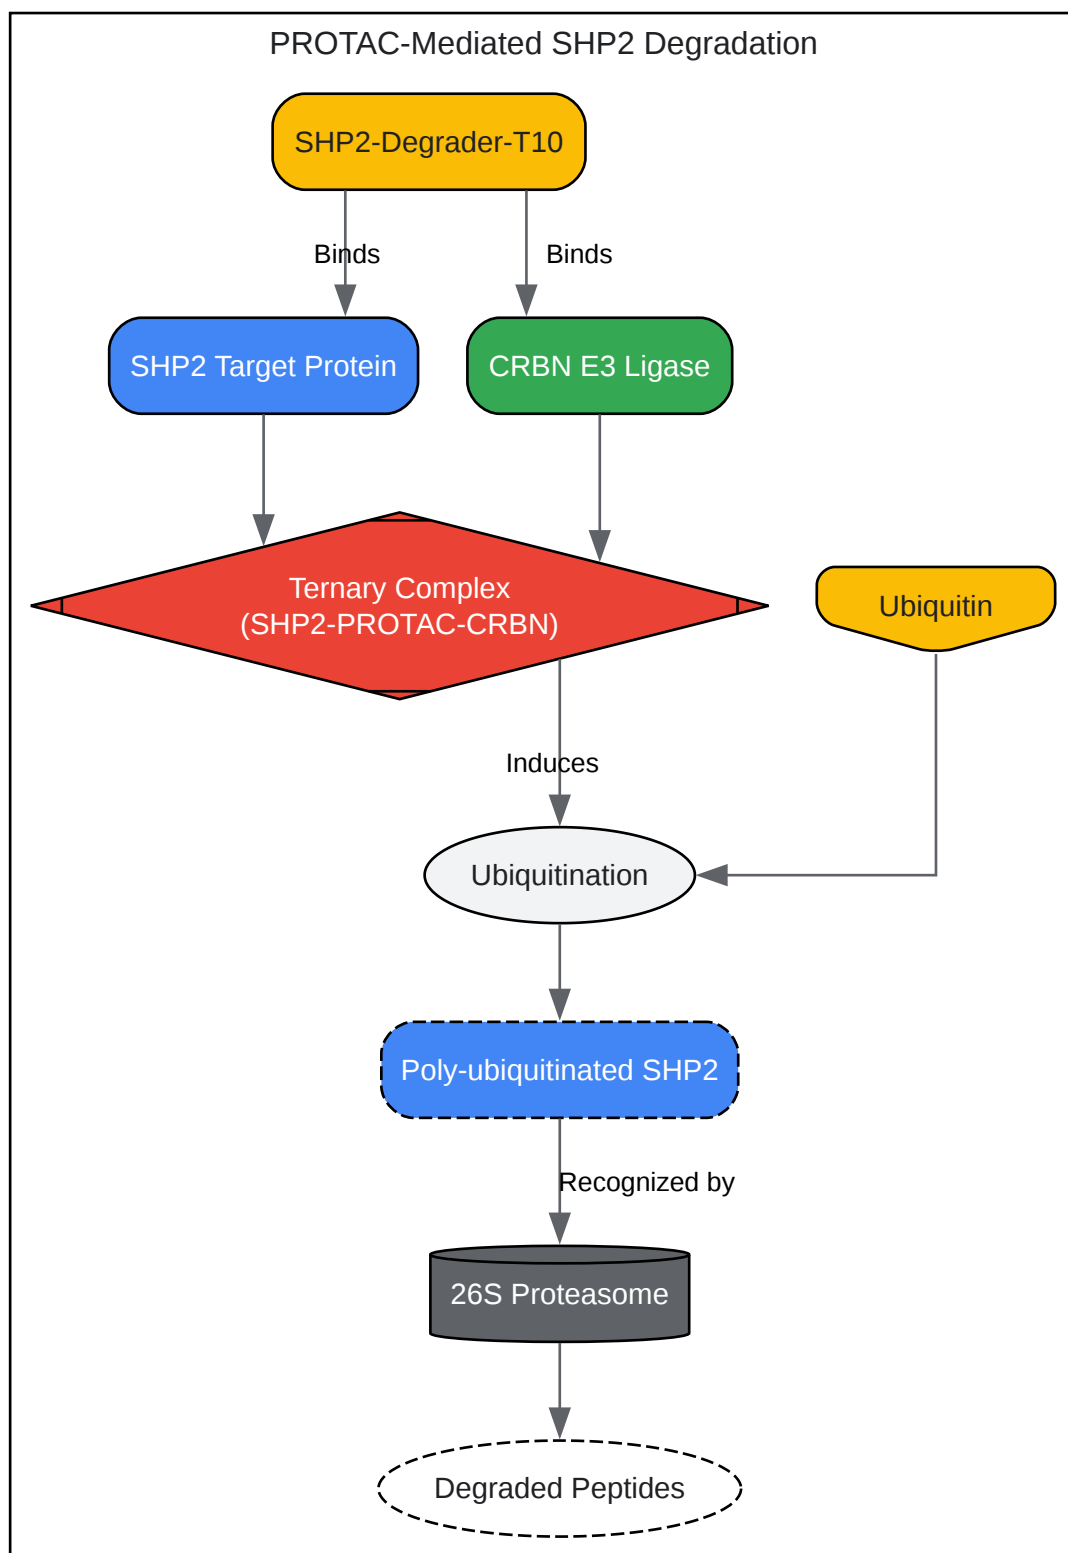 PROTAC-Mediated SHP2 Degradation
SHP2-Degrader-T10
Binds
Binds
SHP2 Target Protein
CRBN E3 Ligase
Ternary Complex
(SHP2-PROTAC-CRBN)
Ubiquitin
Induces
Ubiquitination
Poly-ubiquitinated SHP2
Recognized by
26S Proteasome
Degraded Peptides